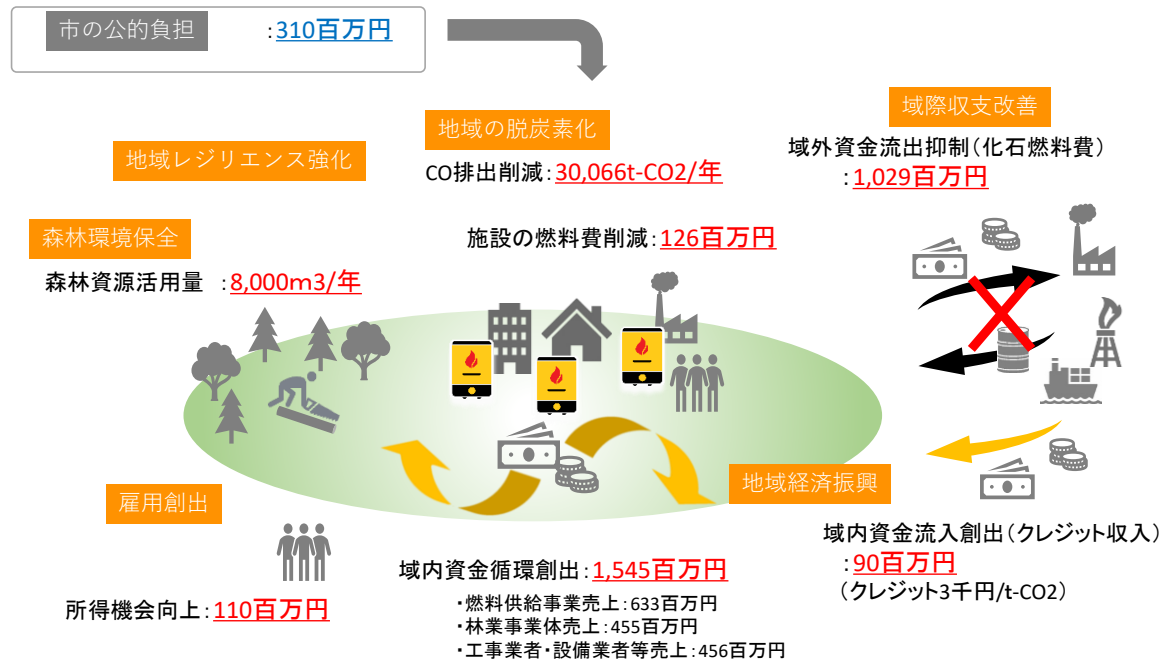 市の公的負担 :310百万円
地域の脱炭素化
CO排出削減:30,066t-CO2/年
域際収支改善
域外資金流出抑制(化石燃料費)
:1,029百万円
地域レジリエンス強化
施設の燃料費削減:126百万円
森林環境保全
森林資源活用量 :8,000m3/年
地域経済振興
雇用創出
所得機会向上:110百万円
域内資金循環創出:1,545百万円
・燃料供給事業売上:633百万円
・林業事業体売上:455百万円
・工事業者・設備業者等売上:456百万円
域内資金流入創出(クレジット収入)
:90百万円
(クレジット3千円/t-CO2)